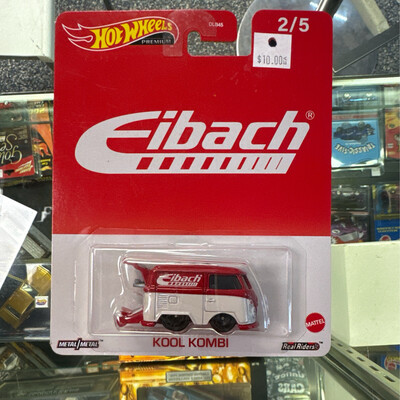 HOT WHEELS
PREMIUM
2/5
$10.00
Eibach®
Eibach
MATTEL
KOOL KOMBI
METAL/METAL
Real Riders®